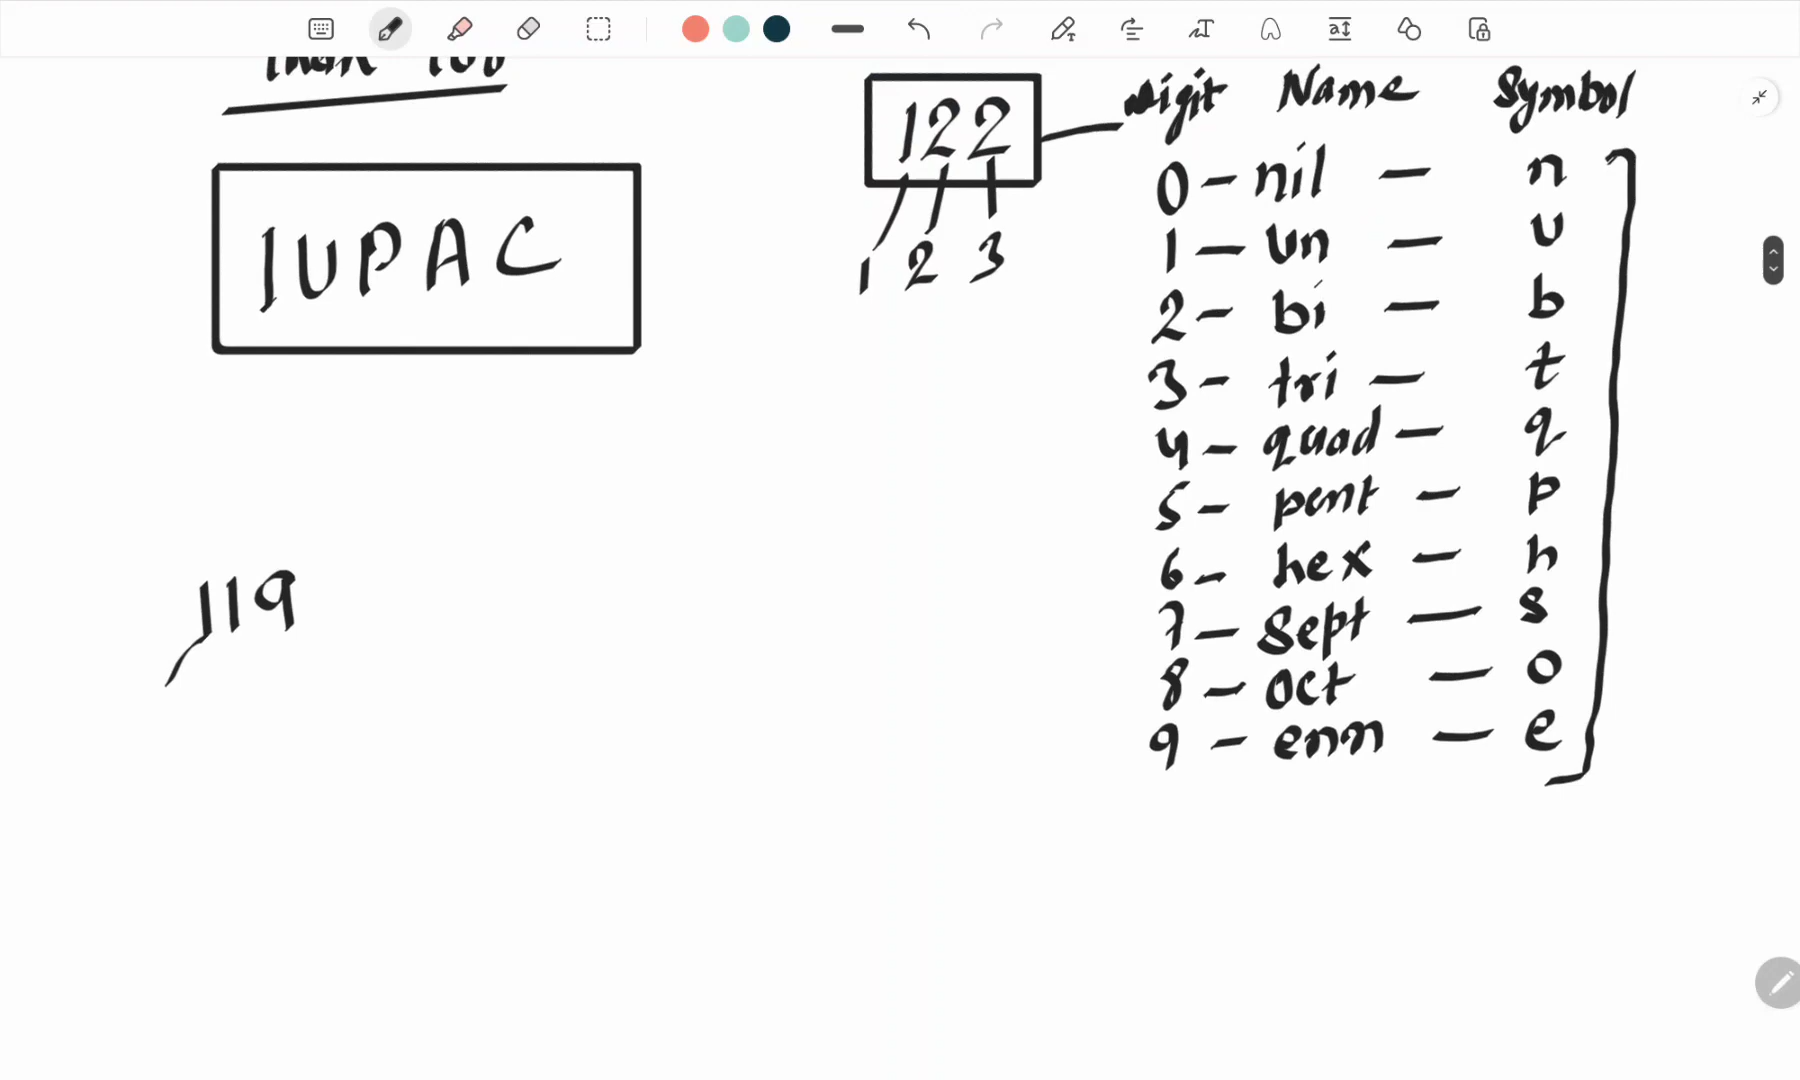 122
Digit Name Symbol
IUPAC
1 2 3
0 - nil - n
1 - un - u
2 - bi - b
3 - tri - t
4 - quad - q
5 - pent - p
6 - hex - h
7 - Sept - s
8 - oct - o
9 - enn - e
119